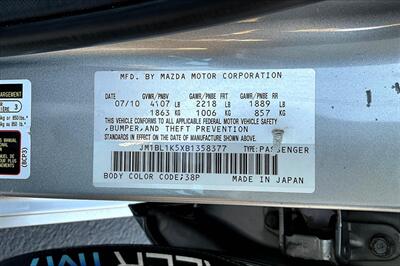 MFD. BY MAZDA MOTOR CORPORATION
GVWR/PNBV GAWR/PNBE FRT GAWR/PNBE RR
07/10 4107 LB 2218 LB 1889 LB
1863 KG 1006 KG 857 KG
THIS VEHICLE CONFORMS TO ALL APPLICABLE FEDERAL MOTOR VEHICLE SAFETY
,BUMPER,AND THEFT PREVENTION
STANDARDS IN EFFECT ON THE DATE OF MANUFACTURE SHOWN ABOVE.
JM1BL1K5XB1358377 TYPE:PASSENGER
BODY COLOR CODE;38P MADE IN JAPAN
CHARGEMENT
3
(DCP3)